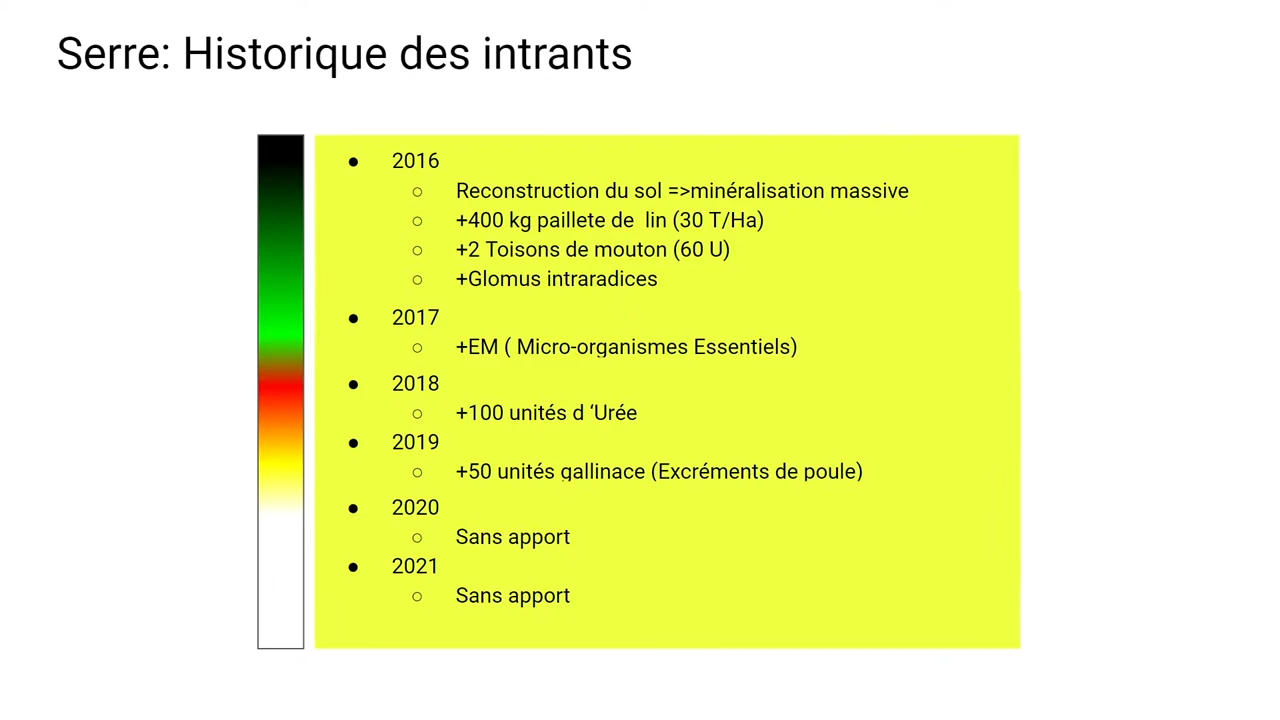 Serre: Historique des intrants
● 2016
○ Reconstruction du sol =>minéralisation massive
○ +400 kg paillete de  lin (30 T/Ha)
○ +2 Toisons de mouton (60 U)
○ +Glomus intraradices
● 2017
○ +EM ( Micro-organismes Essentiels)
● 2018
○ +100 unités d ‘Urée
● 2019
○ +50 unités gallinace (Excréments de poule)
● 2020
○ Sans apport
● 2021
○ Sans apport